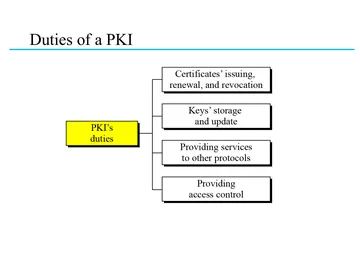 Duties of a PKI
PKI's
duties
Certificates' issuing,
renewal, and revocation
Keys' storage
and update
Providing services
to other protocols
Providing
access control